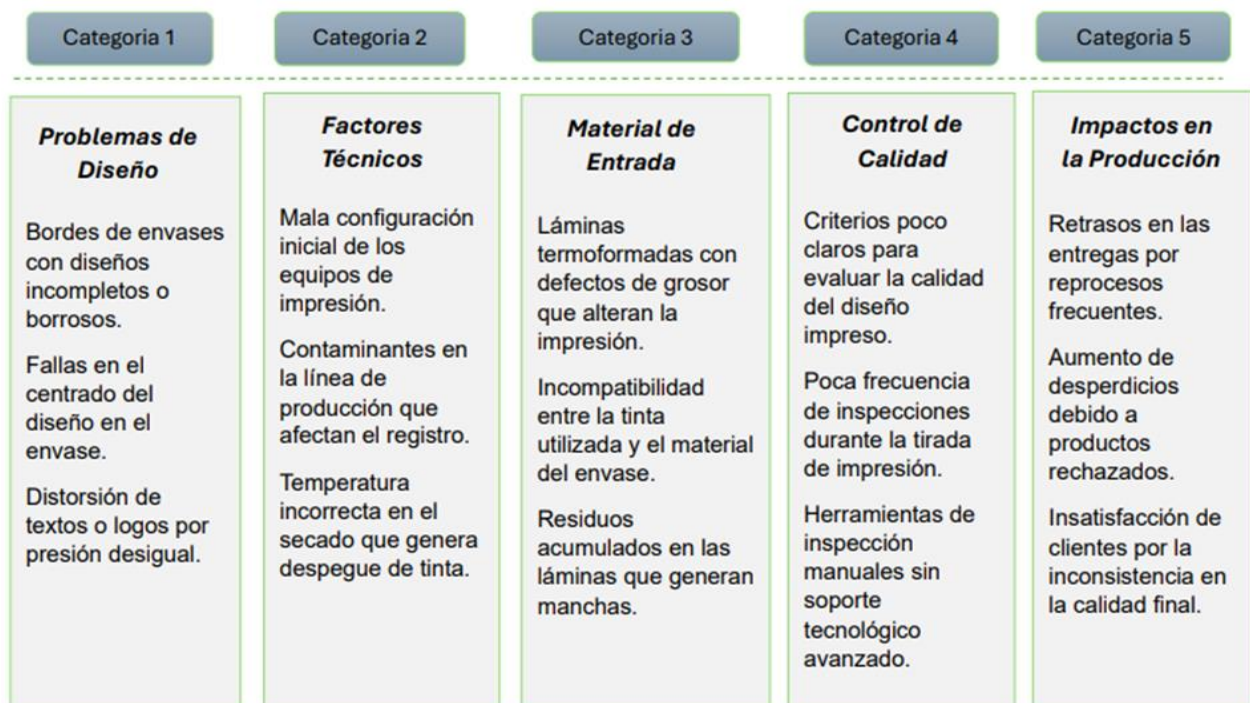 Categoria 1
Categoria 2
Categoria 3
Categoria 4
Categoria 5
Problemas de
Diseño
Bordes de envases
con diseños
incompletos o
borrosos.
Fallas en el
centrado del
diseño en el
envase.
Distorsión de
textos o logos por
presión desigual.
Factores
Técnicos
Mala configuración
inicial de los
equipos de
impresión.
Contaminantes en
la línea de
producción que
afectan el registro.
Temperatura
incorrecta en el
secado que genera
despegue de tinta.
Material de
Entrada
Láminas
termoformadas con
defectos de grosor
que alteran la
impresión.
Incompatibilidad
entre la tinta
utilizada y el material
del envase.
Residuos
acumulados en las
láminas que generan
manchas.
Control de
Calidad
Criterios poco
claros para
evaluar la calidad
del diseño
impreso.
Poca frecuencia
de inspecciones
durante la tirada
de impresión.
Herramientas de
inspección
manuales sin
soporte
tecnológico
avanzado.
Impactos en
la Producción
Retrasos en las
entregas por
reprocesos
frecuentes.
Aumento de
desperdicios
debido a
productos
rechazados.
Insatisfacción de
clientes por la
inconsistencia en
la calidad final.